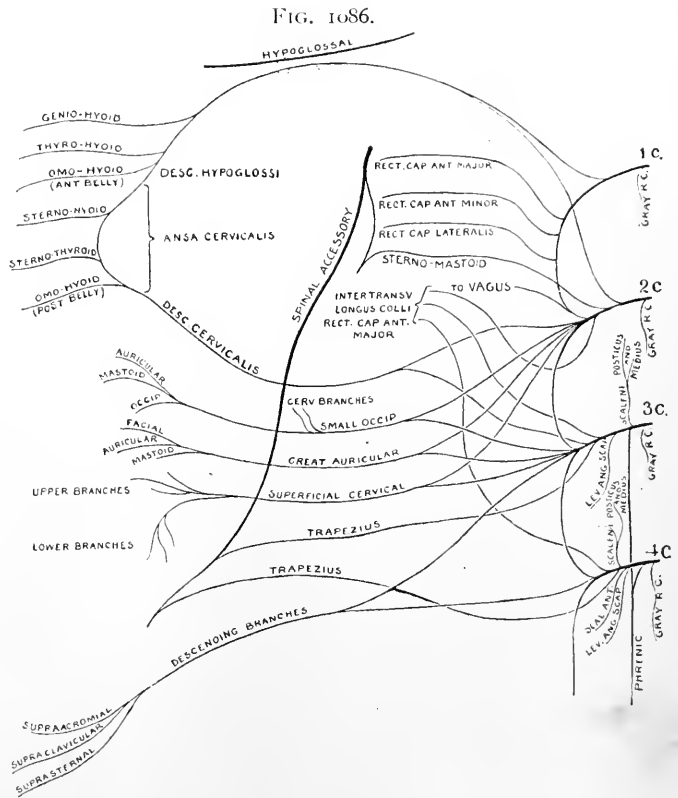 FIG. 1086.
HYPOGLOSSAL
GENIO-HYOID
THYRO-HYOID
OMO-HYOID
(ANT BELLY)
DESC. HYPOGLOSSI
STERNO-HYOID
ANSA CERVICALIS
STERNO-THYROID
OMO-HYOID
(POST BELLY)
DESC CERVICALIS
SPINAL ACCESSORY
RECT. CAP ANT MAJOR
RECT. CAP ANT MINOR
RECT CAP LATERALIS
STERNO-MASTOID
TO VAGUS
INTERTRANSV
LONGUS COLLI
RECT. CAP ANT.
MAJOR
1 C.
GRAY R C.
2 C
GRAY R C
SCALENI POSTICUS
AND
MEDIUS
3 C.
GRAY R C.
LEV. ANG SCAP
SCALENI POSTICUS
AND
MEDIUS
4 C
GRAY R C.
SCAL ANT
LEV. ANG SCAP
PHRENIC
AURICULAR
MASTOID
OCCIP
CERV BRANCHES
SMALL OCCIP
FACIAL
AURICULAR
MASTOID
GREAT AURICULAR
UPPER BRANCHES
SUPERFICIAL CERVICAL
LOWER BRANCHES
TRAPEZIUS
TRAPEZIUS
DESCENDING BRANCHES
SUPRAACROMIAL
SUPRACLAVICULAR
SUPRASTERNAL